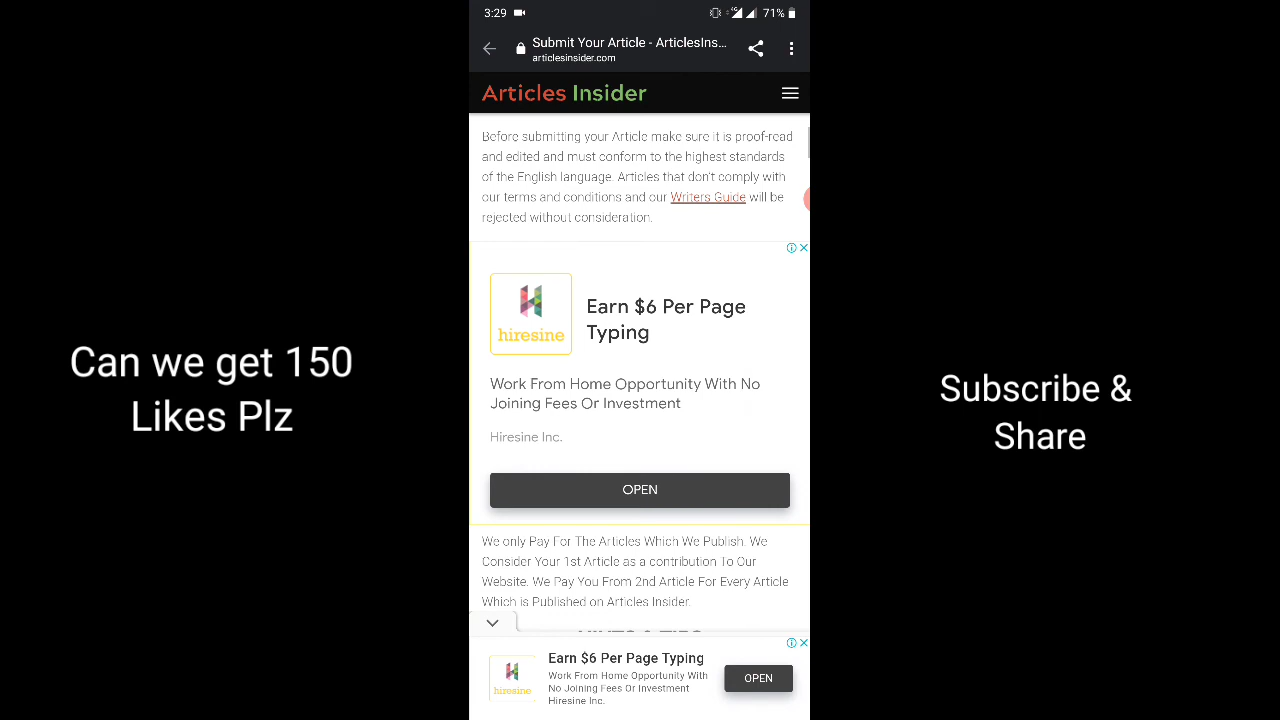 3:29
4G
71%
Submit Your Article - ArticlesIns...
articlesinsider.com
Articles Insider
Before submitting your Article make sure it is proof-read
and edited and must conform to the highest standards
of the English language. Articles that don't comply with
our terms and conditions and our Writers Guide will be
rejected without consideration.
hiresine
Earn $6 Per Page
Typing
Work From Home Opportunity With No
Joining Fees Or Investment
Hiresine Inc.
OPEN
We only Pay For The Articles Which We Publish. We
Consider Your 1st Article as a contribution To Our
Website. We Pay You From 2nd Article For Every Article
Which is Published on Articles Insider.
hiresine
Earn $6 Per Page Typing
Work From Home Opportunity With
No Joining Fees Or Investment
Hiresine Inc.
OPEN
Can we get 150
Likes Plz
Subscribe &
Share